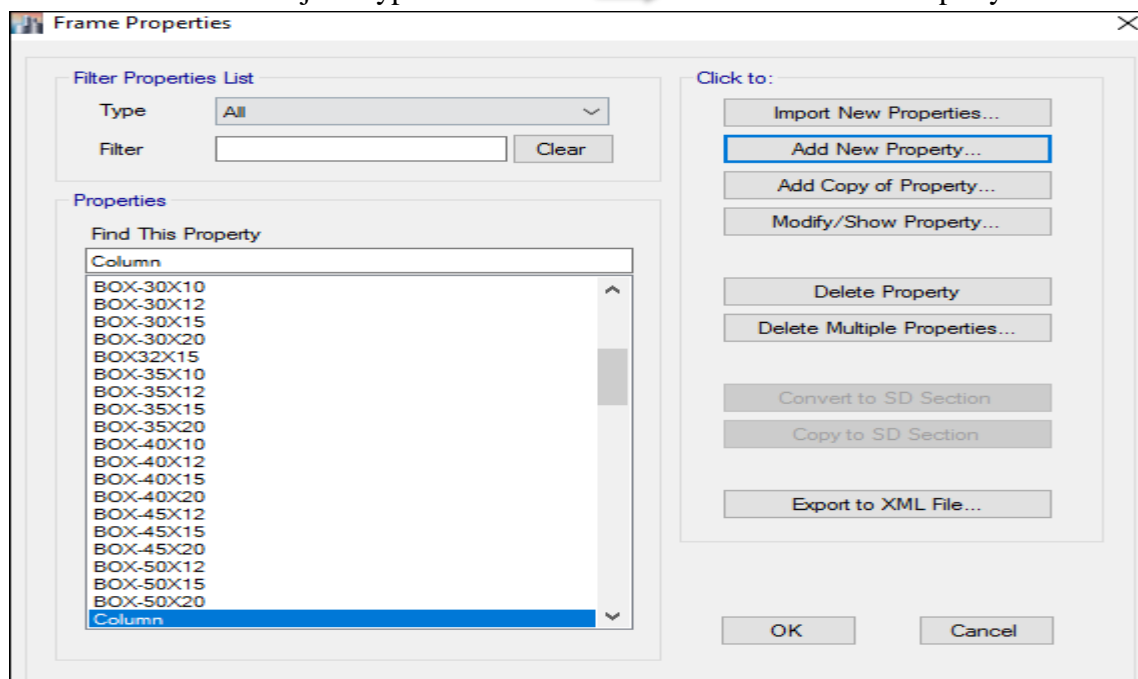 Frame Properties
Filter Properties List
Type All
Filter Clear
Properties
Find This Property
Column
BOX-30X10
BOX-30X12
BOX-30X15
BOX-30X20
BOX32X15
BOX-35X10
BOX-35X12
BOX-35X15
BOX-35X20
BOX-40X10
BOX-40X12
BOX-40X15
BOX-40X20
BOX-45X12
BOX-45X15
BOX-45X20
BOX-50X12
BOX-50X15
BOX-50X20
Column
Click to:
Import New Properties...
Add New Property...
Add Copy of Property...
Modify/Show Property...
Delete Property
Delete Multiple Properties...
Convert to SD Section
Copy to SD Section
Export to XML File...
OK Cancel